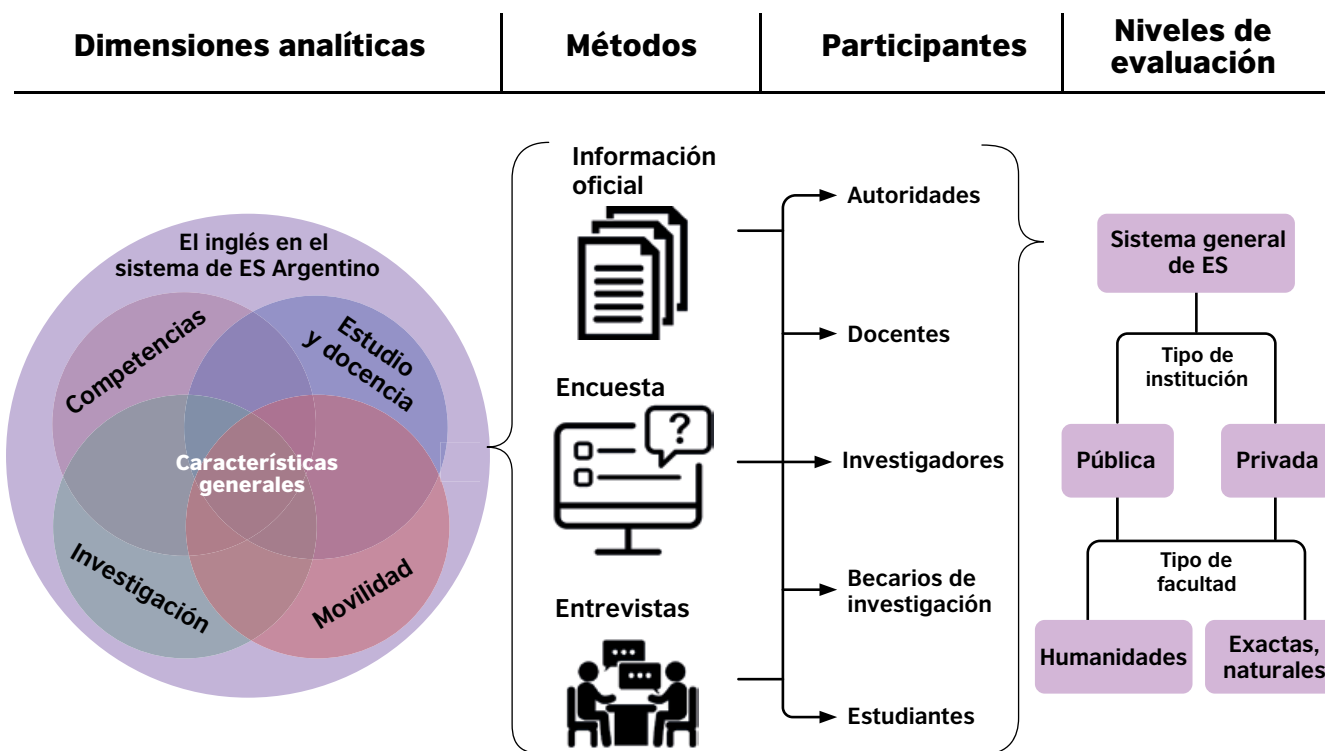 Dimensiones analíticas
Métodos
Participantes
Niveles de
evaluación
El inglés en el
sistema de ES Argentino
Competencias
Estudio
y docencia
Característicás
generales
Investigación
Movilidad
Información
oficial
Encuesta
?
Entrevistas
Autoridades
Docentes
Investigadores
Becarios de
investigación
Estudiantes
Sistema general
de ES
Tipo de
institución
Pública
Privada
Tipo de
facultad
Humanidades
Exactas,
naturales